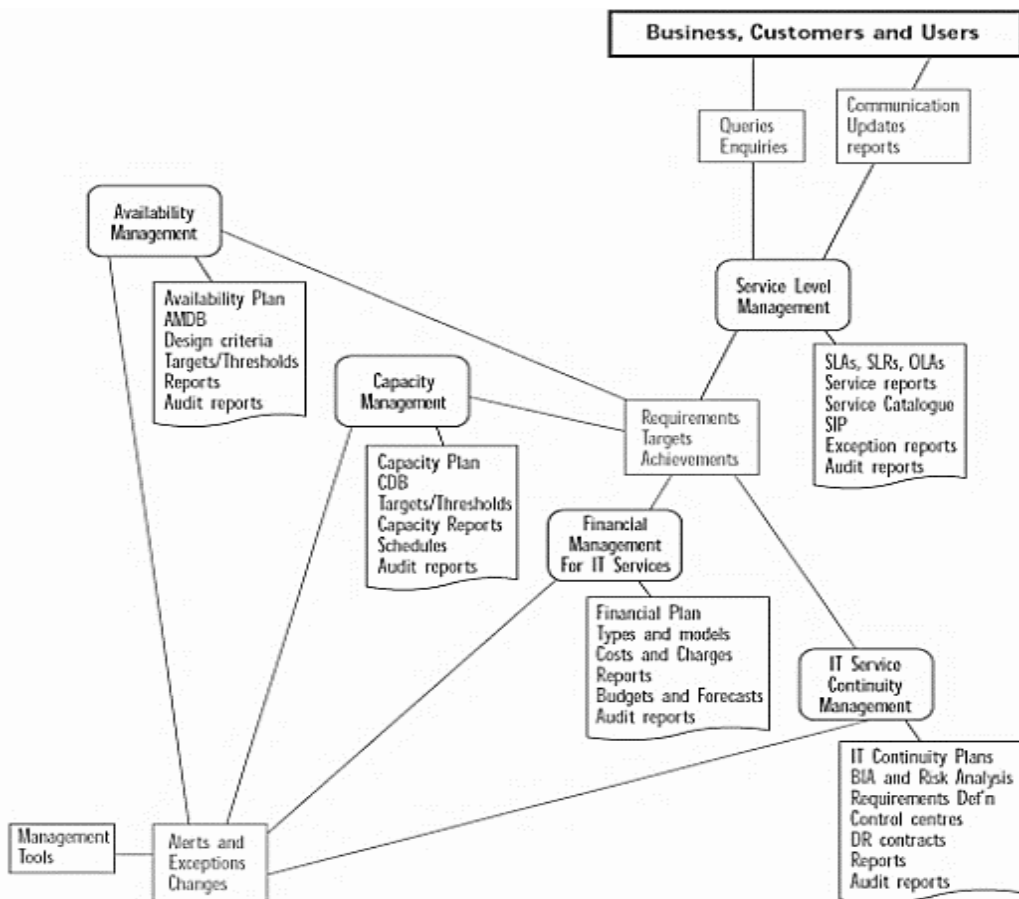 Business, Customers and Users
Queries
Enquiries
Communication
Updates
reports
Availability
Management
Availability Plan
AMDB
Design criteria
Targets/Thresholds
Reports
Audit reports
Service Level
Management
SLAs, SLRs, OLAs
Service reports
Service Catalogue
SIP
Exception reports
Audit reports
Capacity
Management
Capacity Plan
CDB
Targets/Thresholds
Capacity Reports
Schedules
Audit reports
Requirements
Targets
Achievements
Financial
Management
For IT Services
Financial Plan
Types and models
Costs and Charges
Reports
Budgets and Forecasts
Audit reports
IT Service
Continuity
Management
IT Continuity Plans
BIA and Risk Analysis
Requirements Def'n
Control centres
DR contracts
Reports
Audit reports
Management
Tools
Alerts and
Exceptions
Changes